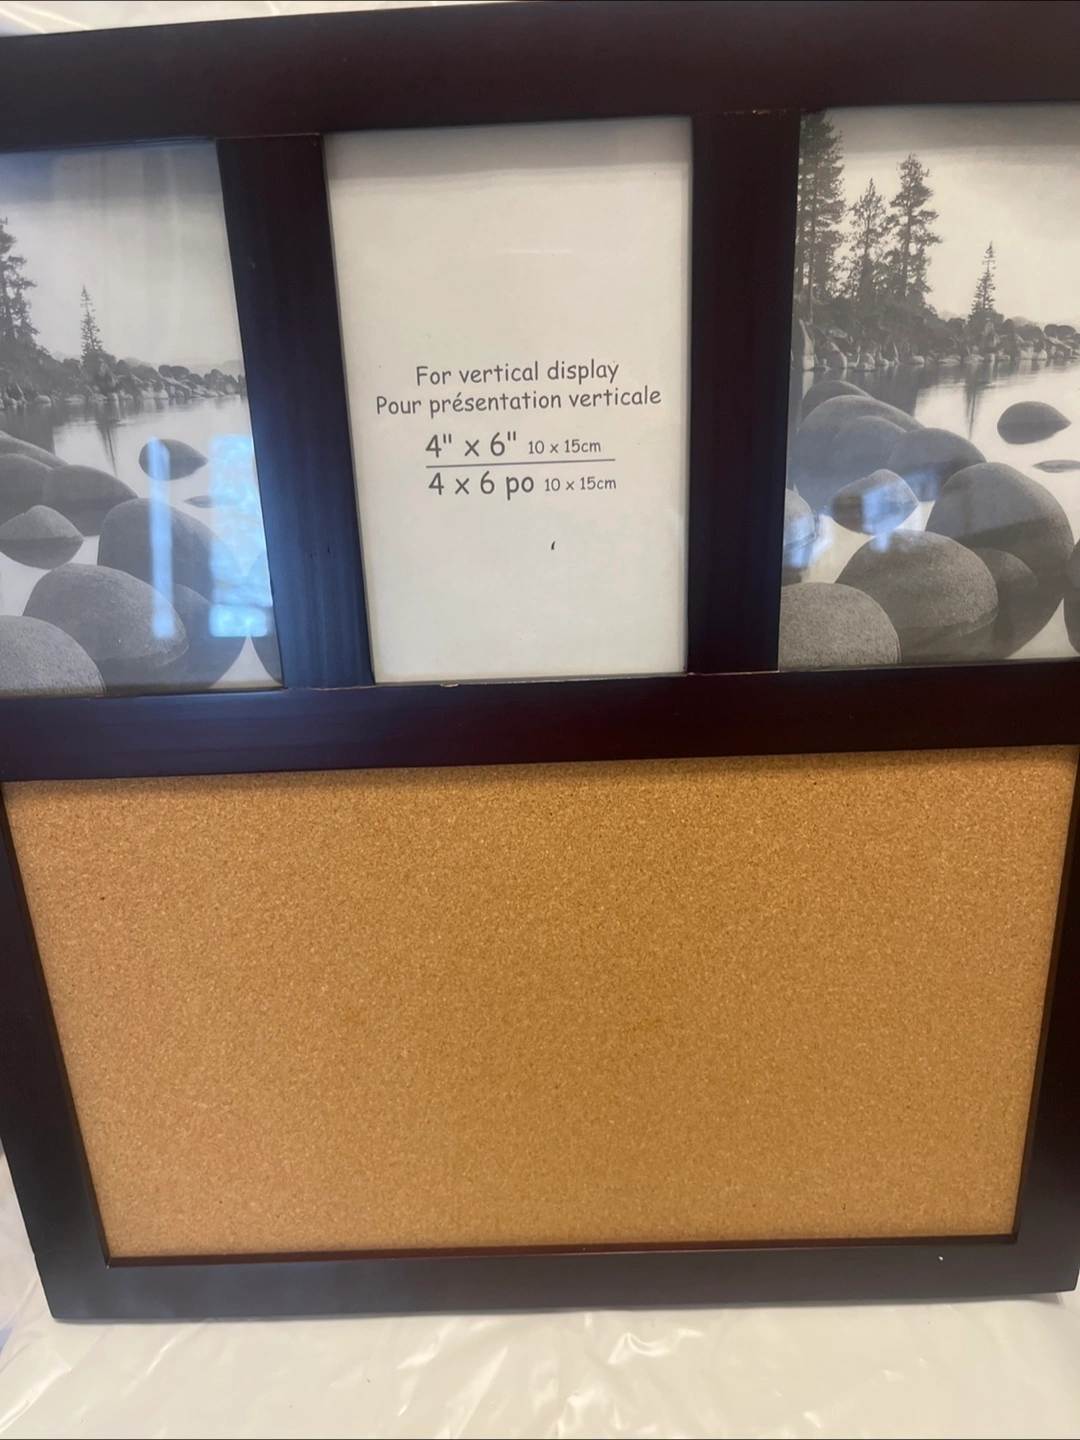 For vertical display
Pour présentation verticale
4" x 6" 10 x 15cm
4 x 6 po 10 x 15cm